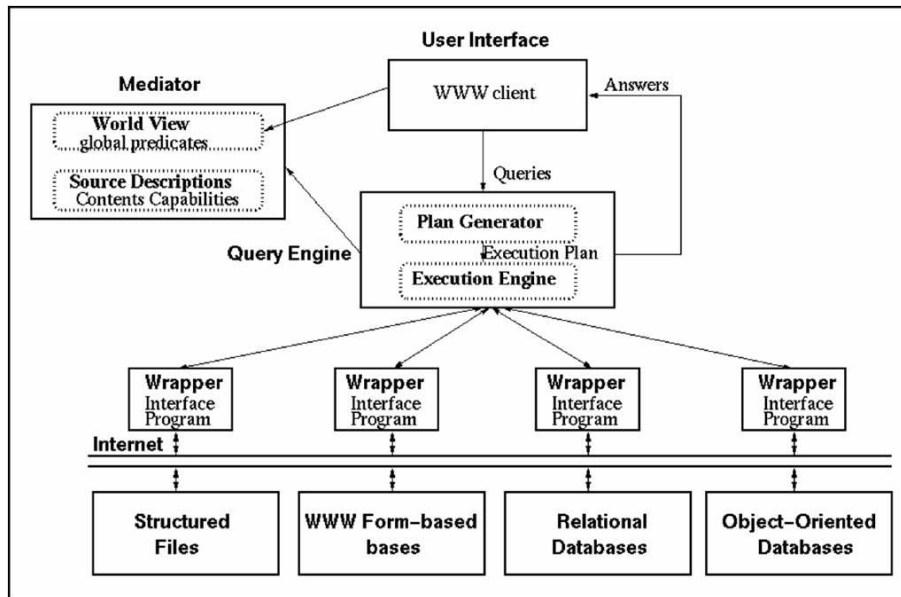 User Interface
Mediator
WWW client
Answers
World View
global predicates
Source Descriptions
Contents Capabilities
Queries
Plan Generator
Query Engine
Execution Plan
Execution Engine
Wrapper
Interface
Program
Wrapper
Interface
Program
Wrapper
Interface
Program
Wrapper
Interface
Program
Internet
Structured
Files
WWW Form-based
bases
Relational
Databases
Object-Oriented
Databases